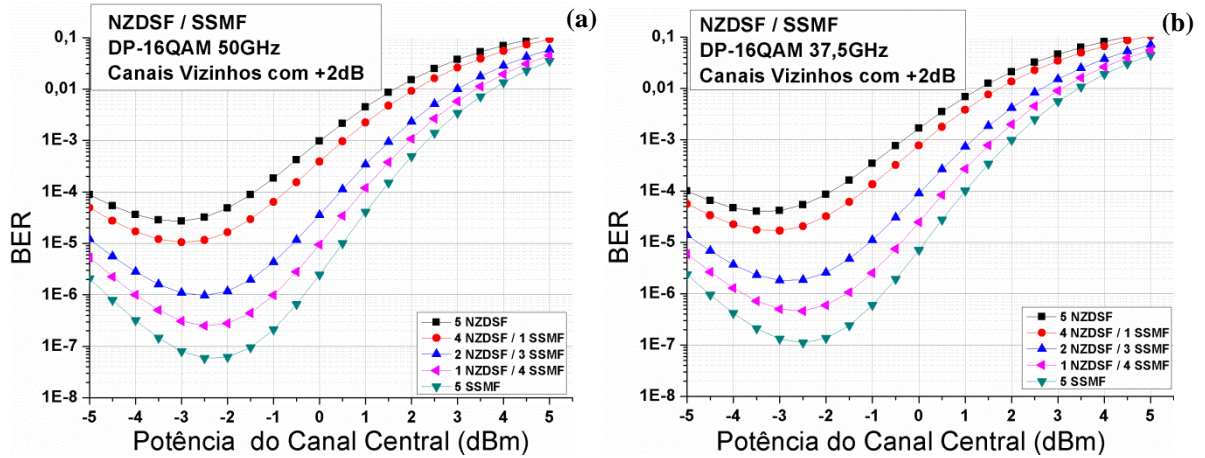 (a)
NZDSF / SSMF
DP-16QAM 50GHz
Canais Vizinhos com +2dB
BER
0,1
0,01
1E-3
1E-4
1E-5
1E-6
1E-7
1E-8
5 NZDSF
4 NZDSF / 1 SSMF
2 NZDSF / 3 SSMF
1 NZDSF / 4 SSMF
5 SSMF
-5 -4 -3 -2 -1 0 1 2 3 4 5
Potência do Canal Central (dBm)
(b)
NZDSF / SSMF
DP-16QAM 37,5GHz
Canais Vizinhos com +2dB
BER
0,1
0,01
1E-3
1E-4
1E-5
1E-6
1E-7
1E-8
5 NZDSF
4 NZDSF / 1 SSMF
2 NZDSF / 3 SSMF
1 NZDSF / 4 SSMF
5 SSMF
-5 -4 -3 -2 -1 0 1 2 3 4 5
Potência do Canal Central (dBm)